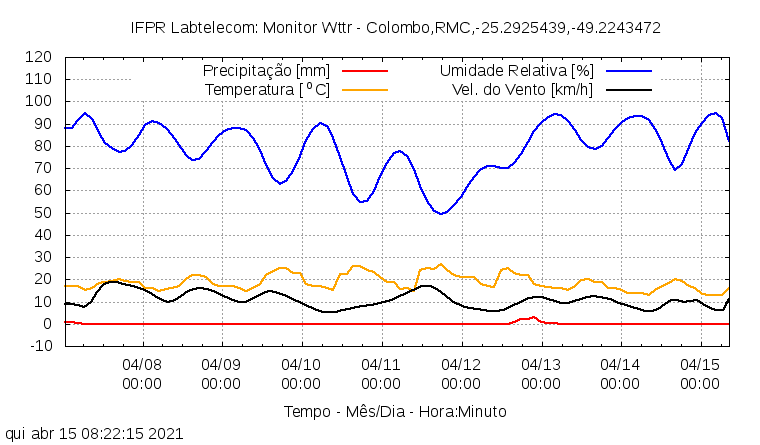 IFPR Labtelecom: Monitor Wttr - Colombo,RMC,-25.2925439,-49.2243472
120
110
100
90
80
70
60
50
40
30
20
10
0
-10
Precipitação [mm]
Temperatura [⁰C]
Umidade Relativa [%]
Vel. do Vento [km/h]
04/08 04/09 04/10 04/11 04/12 04/13 04/14 04/15
00:00 00:00 00:00 00:00 00:00 00:00 00:00 00:00
Tempo - Mês/Dia - Hora:Minuto
qui abr 15 08:22:15 2021